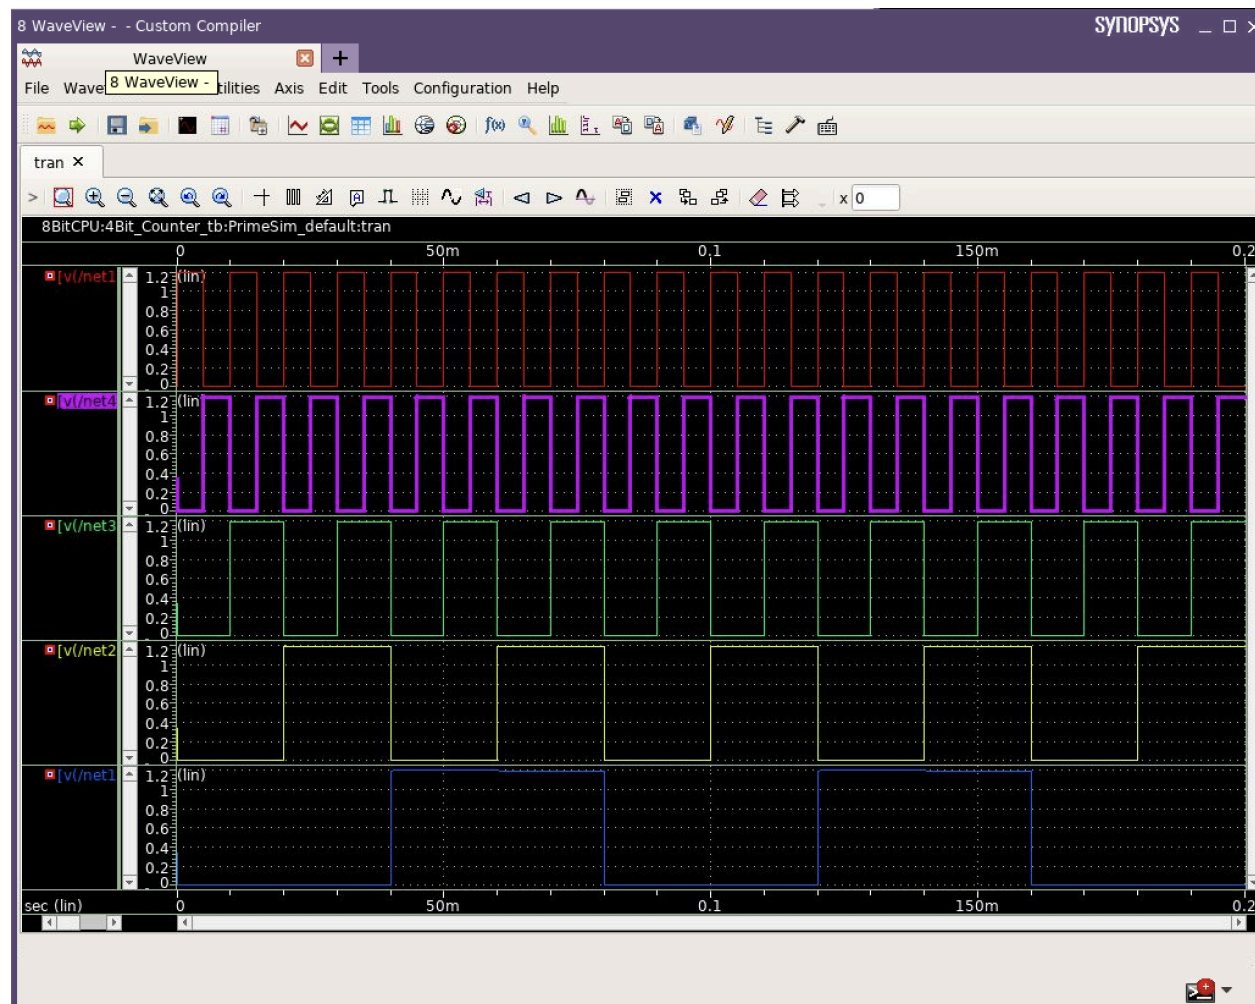 8 WaveView - - Custom Compiler
SYNOPSYS
WaveView
File Wave 8 WaveView - tilities Axis Edit Tools Configuration Help
f(x)
tran
x 0
8BitCPU:4Bit_Counter_tb:PrimeSim_default:tran
0 50m 0.1 150m 0.2
[v(/net1 1.2 (lin)
1
0.8
0.6
0.4
0.2
0
[v(/net4 1.2 (lin
1
0.8
0.6
0.4
0.2
0
[v(/net3 1.2 (lin)
1
0.8
0.6
0.4
0.2
0
[v(/net2 1.2 (lin)
1
0.8
0.6
0.4
0.2
0
[v(/net1 1.2 (lin)
1
0.8
0.6
0.4
0.2
0
sec (lin) 0 50m 0.1 150m 0.2